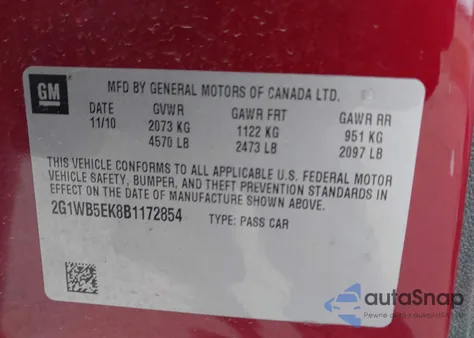 GM
MFD BY GENERAL MOTORS OF CANADA LTD.
DATE GVWR GAWR FRT GAWR RR
11/10 2073 KG 1122 KG 951 KG
4570 LB 2473 LB 2097 LB
THIS VEHICLE CONFORMS TO ALL APPLICABLE U.S. FEDERAL MOTOR
VEHICLE SAFETY, BUMPER, AND THEFT PREVENTION STANDARDS IN
EFFECT ON THE DATE OF MANUFACTURE SHOWN ABOVE.
2G1WB5EK8B1172854 TYPE: PASS CAR
autoSnap
Pewne auta z USA